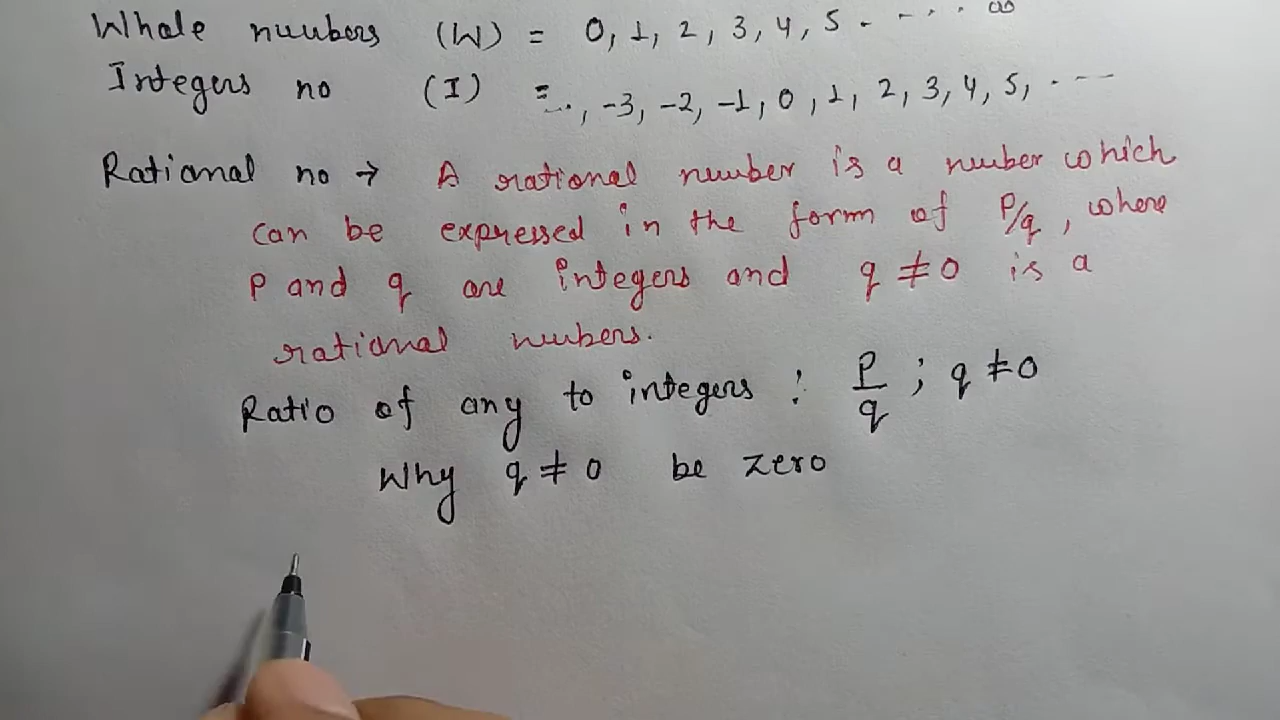 Whole numbers (W) = 0, 1, 2, 3, 4, 5 - - . . . ∞
Integers no (I) = ..., -3, -2, -1, 0, 1, 2, 3, 4, 5, . ---
Rational no → A rational number is a number which
can be expressed in the form of P/q, where
P and q are integers and q ≠ 0 is a
rational numbers.
Ratio of any to integers : P/q ; q ≠ 0
Why q ≠ 0 be zero